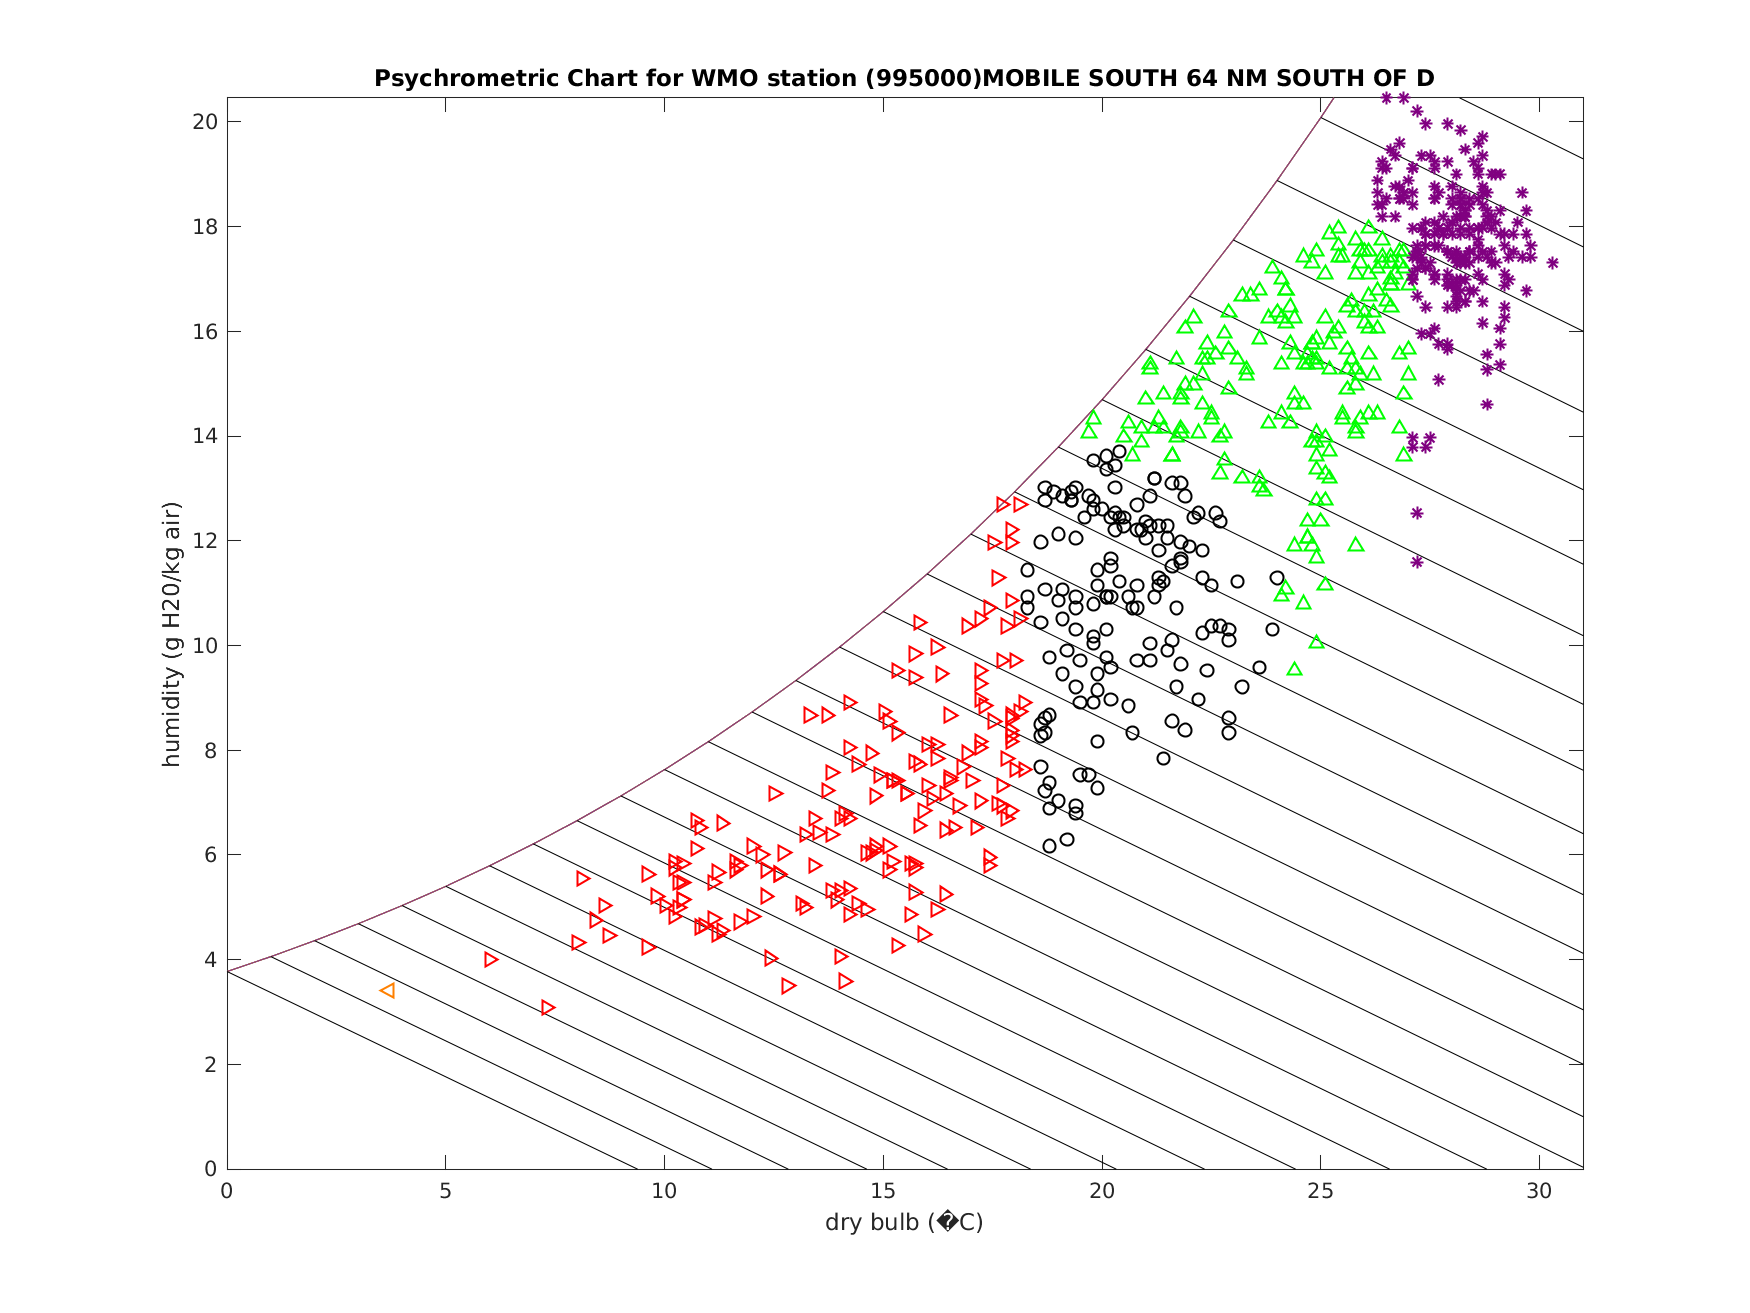 Psychrometric Chart for WMO station (995000)MOBILE SOUTH 64 NM SOUTH OF D
20
18
16
14
12
10
8
6
4
2
0
humidity (g H20/kg air)
0 5 10 15 20 25 30
dry bulb (�C)